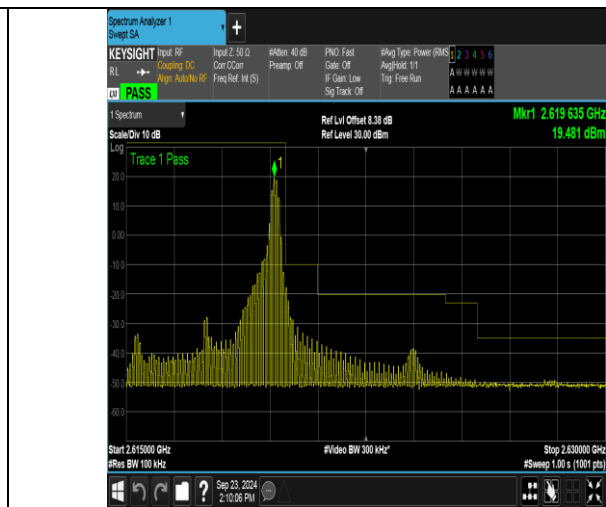 Spectrum Analyzer 1
Swept SA
+
KEYSIGHT Input: RF Input Z: 50 Ω #Atten: 40 dB PNO: Fast #Avg Type: Power (RMS 1 2 3 4 5 6
RL Coupling: DC Corr CCorr Preamp: Off Gate: Off Avg|Hold: 1/1 A W W W W W
Align: Auto/No RF Freq Ref: Int (S) IF Gain: Low Trig: Free Run A A A A A A
PASS Sig Track: Off
1 Spectrum Ref Lvl Offset 8.38 dB Mkr1 2.619 635 GHz
Scale/Div 10 dB Ref Level 30.00 dBm 19.481 dBm
Log
Trace 1 Pass
1
20.0
10.0
0.00
-10.0
-20.0
-30.0
-40.0
-50.0
-60.0
Start 2.615000 GHz #Video BW 300 kHz* Stop 2.630000 GHz
#Res BW 100 kHz #Sweep 1.00 s (1001 pts)
? Sep 23, 2024
2:10:06 PM